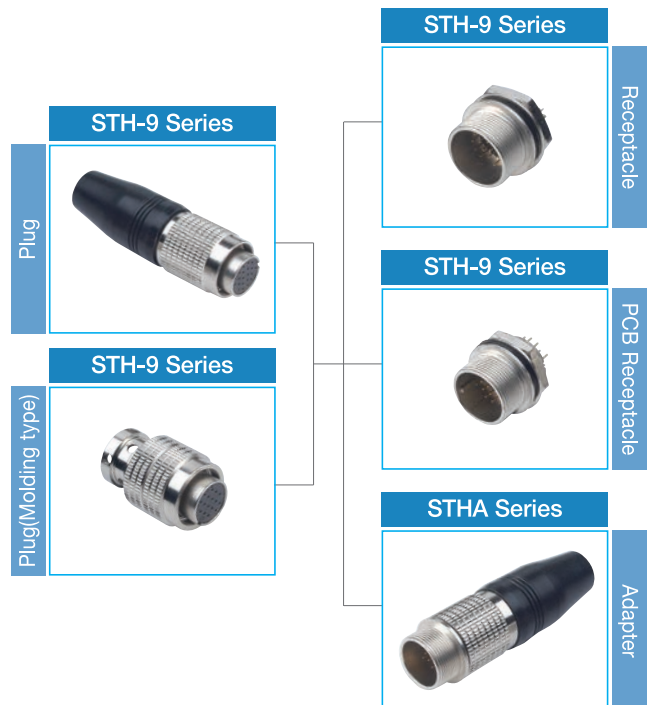 STH-9 Series
Plug
STH-9 Series
Plug(Molding type)
STH-9 Series
Receptacle
STH-9 Series
PCB Receptacle
STHA Series
Adapter